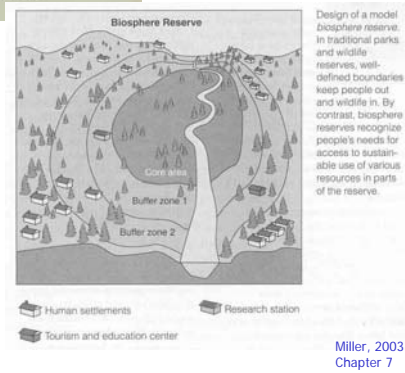 Biosphere Reserve
Core area
Buffer zone 1
Buffer zone 2
Human settlements
Research station
Tourism and education center
Design of a model
biosphere reserve.
In traditional parks
and wildlife
reserves, well-
defined boundaries
keep people out
and wildlife in. By
contrast, biosphere
reserves recognize
people's needs for
access to sustain-
able use of various
resources in parts
of the reserve.
Miller, 2003
Chapter 7